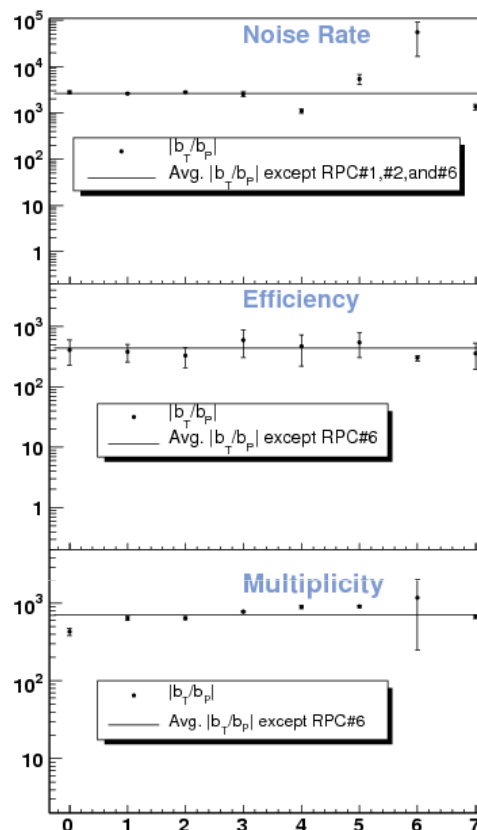 Noise Rate
10^5
10^4
10^3
10^2
10
1
|b_T/b_P|
Avg. |b_T/b_P| except RPC#1,#2,and#6
Efficiency
10^3
10^2
10
1
|b_T/b_P|
Avg. |b_T/b_P| except RPC#6
Multiplicity
10^3
10^2
10
|b_T/b_P|
Avg. |b_T/b_P| except RPC#6
0 1 2 3 4 5 6 7